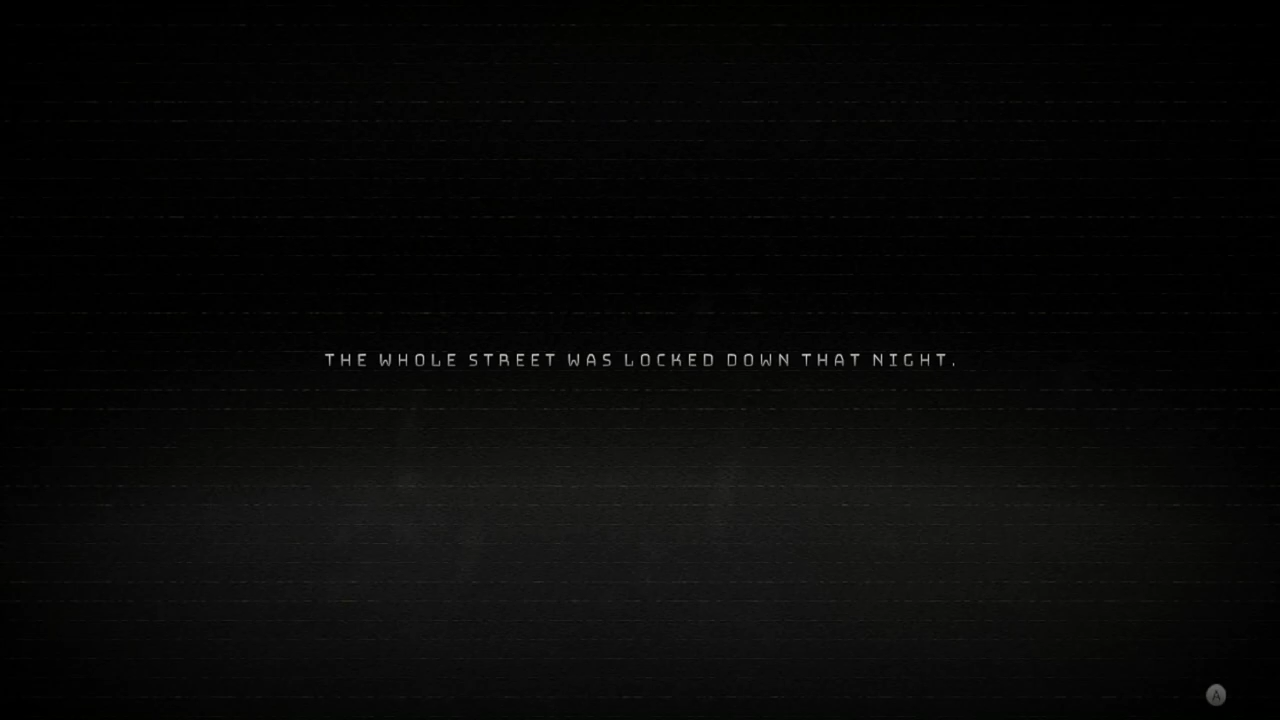 THE WHOLE STREET WAS LOCKED DOWN THAT NIGHT.
A